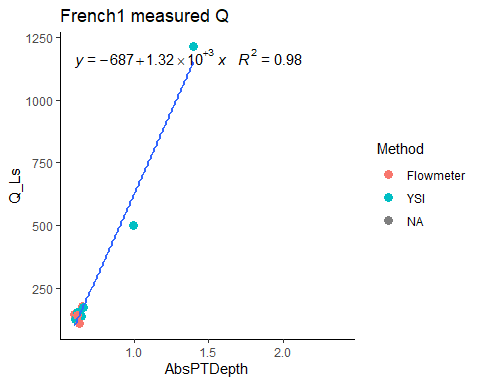 French1 measured Q
y = −687+1.32×10⁺³ x R² = 0.98
1250
1000
750
500
250
Q_Ls
1.0 1.5 2.0
AbsPTDepth
Method
Flowmeter
YSI
NA